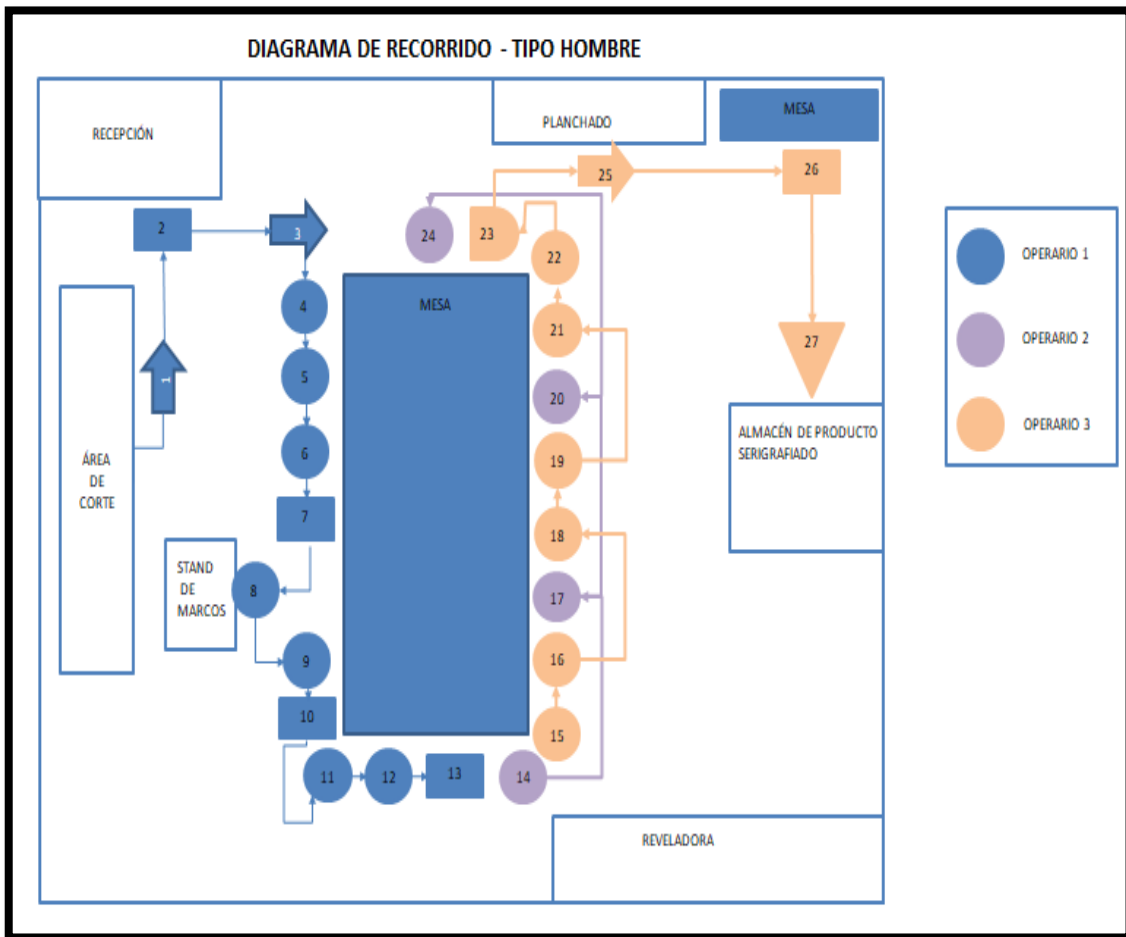 DIAGRAMA DE RECORRIDO - TIPO HOMBRE
RECEPCIÓN
PLANCHADO
MESA
2
3
24
23
25
26
22
4
MESA
21
27
5
20
1
6
19
ÁREA
DE
CORTE
ALMACÉN DE PRODUCTO
SERIGRAFIADO
7
18
STAND
DE
MARCOS
8
17
9
16
10
15
11
12
13
14
REVELADORA
OPERARIO 1
OPERARIO 2
OPERARIO 3